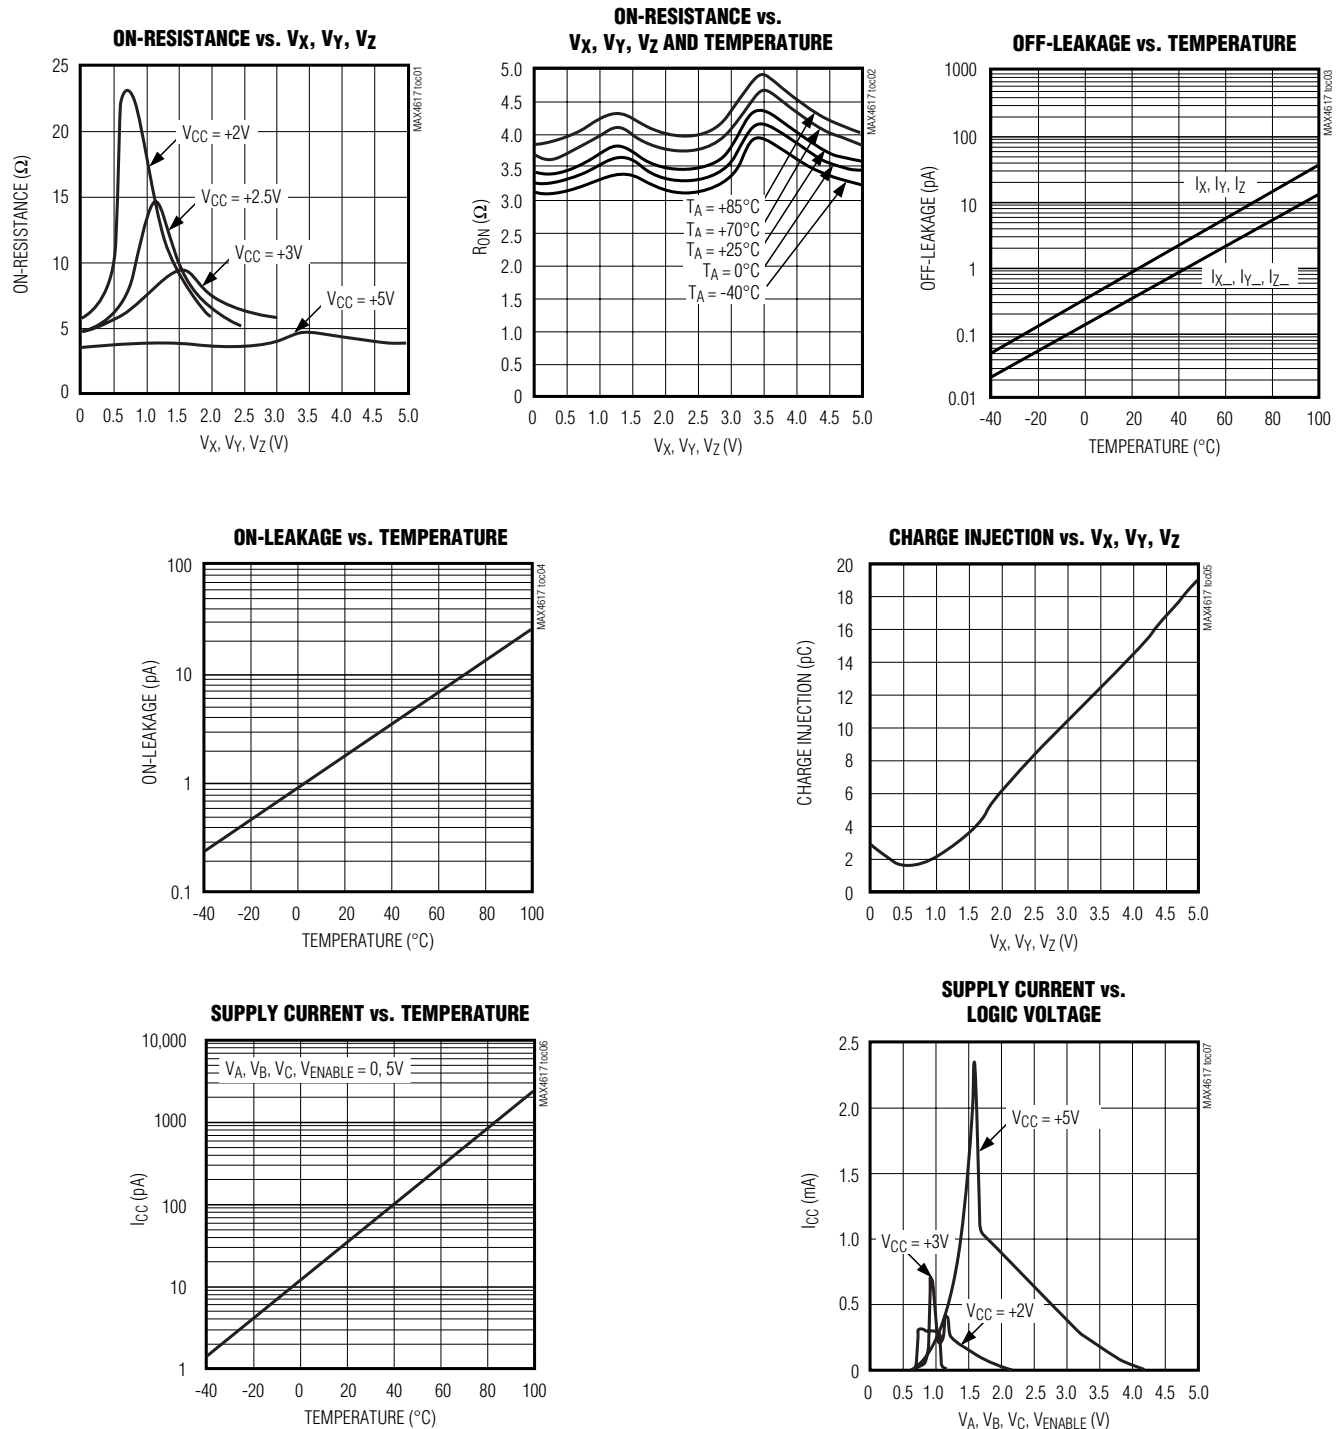 ON-RESISTANCE vs. VX, VY, VZ
25
20
15
10
5
0
ON-RESISTANCE (Ω)
VCC = +2V
VCC = +2.5V
VCC = +3V
VCC = +5V
0 0.5 1.0 1.5 2.0 2.5 3.0 3.5 4.0 4.5 5.0
VX, VY, VZ (V)
MAX4617 toc01
ON-RESISTANCE vs.
VX, VY, VZ AND TEMPERATURE
5.0
4.5
4.0
3.5
3.0
2.5
2.0
1.5
1.0
0.5
0
RON (Ω)
TA = +85°C
TA = +70°C
TA = +25°C
TA = 0°C
TA = -40°C
0 0.5 1.0 1.5 2.0 2.5 3.0 3.5 4.0 4.5 5.0
VX, VY, VZ (V)
MAX4617 toc02
OFF-LEAKAGE vs. TEMPERATURE
1000
100
10
1
0.1
0.01
OFF-LEAKAGE (pA)
IX, IY, IZ
IX_, IY_, IZ_
-40 -20 0 20 40 60 80 100
TEMPERATURE (°C)
MAX4617 toc03
ON-LEAKAGE vs. TEMPERATURE
100
10
1
0.1
ON-LEAKAGE (pA)
-40 -20 0 20 40 60 80 100
TEMPERATURE (°C)
MAX4617 toc04
CHARGE INJECTION vs. VX, VY, VZ
20
18
16
14
12
10
8
6
4
2
0
CHARGE INJECTION (pC)
0 0.5 1.0 1.5 2.0 2.5 3.0 3.5 4.0 4.5 5.0
VX, VY, VZ (V)
MAX4617 toc05
SUPPLY CURRENT vs. TEMPERATURE
10,000
1000
100
10
1
ICC (pA)
VA, VB, VC, VENABLE = 0, 5V
-40 -20 0 20 40 60 80 100
TEMPERATURE (°C)
MAX4617 toc06
SUPPLY CURRENT vs.
LOGIC VOLTAGE
2.5
2.0
1.5
1.0
0.5
0
ICC (mA)
VCC = +5V
VCC = +3V
VCC = +2V
0 0.5 1.0 1.5 2.0 2.5 3.0 3.5 4.0 4.5 5.0
VA, VB, VC, VENABLE (V)
MAX4617 toc07